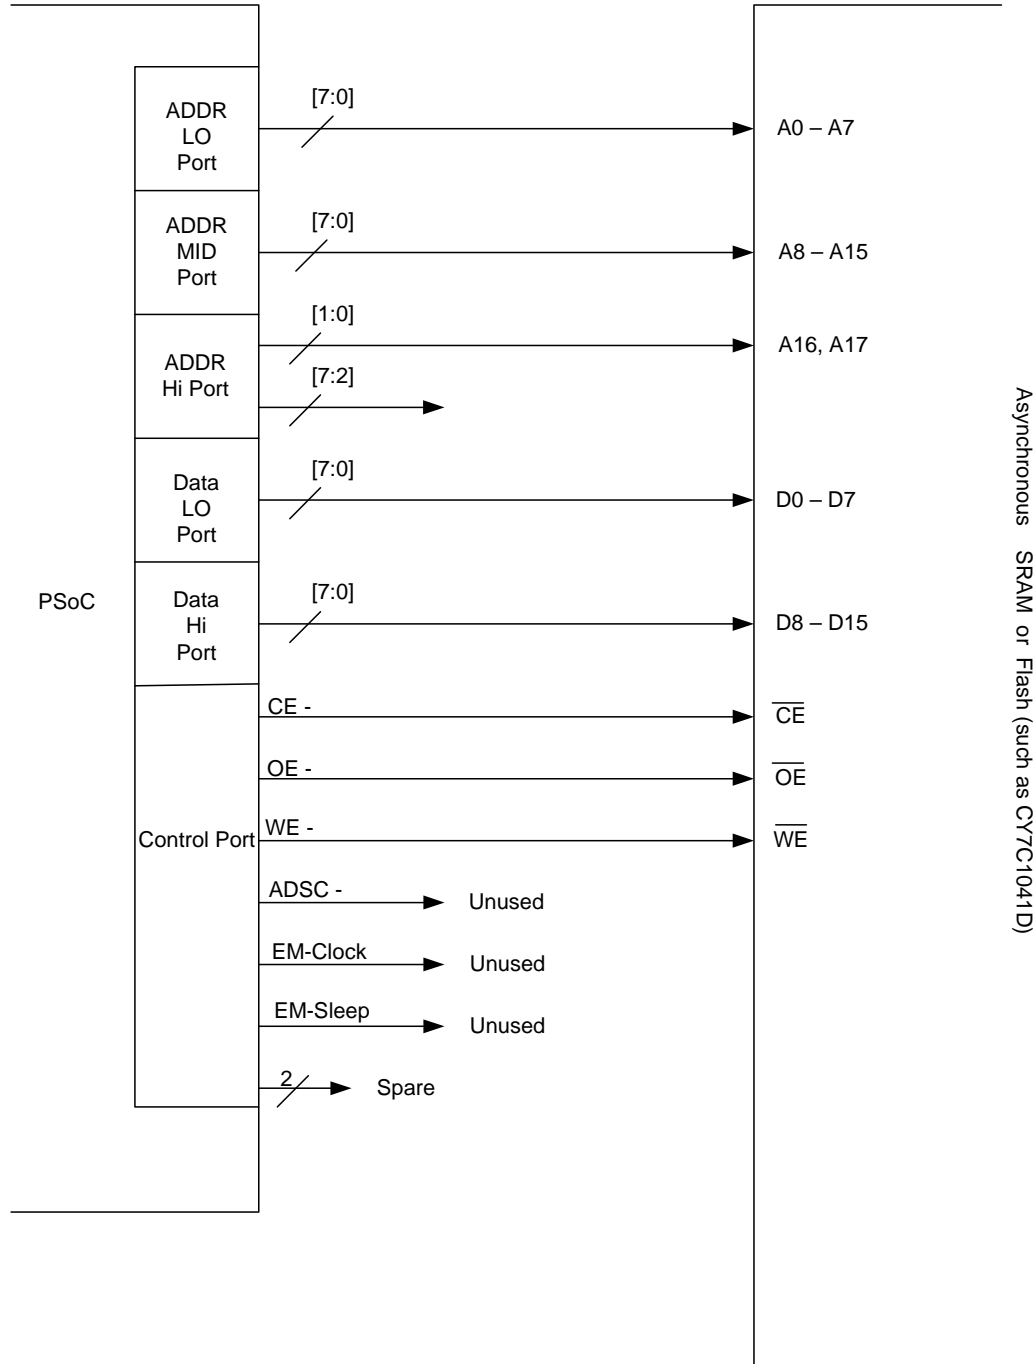 [7:0]
ADDR
LO
Port
A0 – A7
[7:0]
ADDR
MID
Port
A8 – A15
[1:0]
A16, A17
ADDR
Hi Port
[7:2]
[7:0]
Data
LO
Port
D0 – D7
PSoC
[7:0]
Data
Hi
Port
D8 – D15
CE -
CE
OE -
OE
Control Port
WE -
WE
ADSC -
Unused
EM-Clock
Unused
EM-Sleep
Unused
2
Spare
Asynchronous SRAM or Flash (such as CY7C1041D)